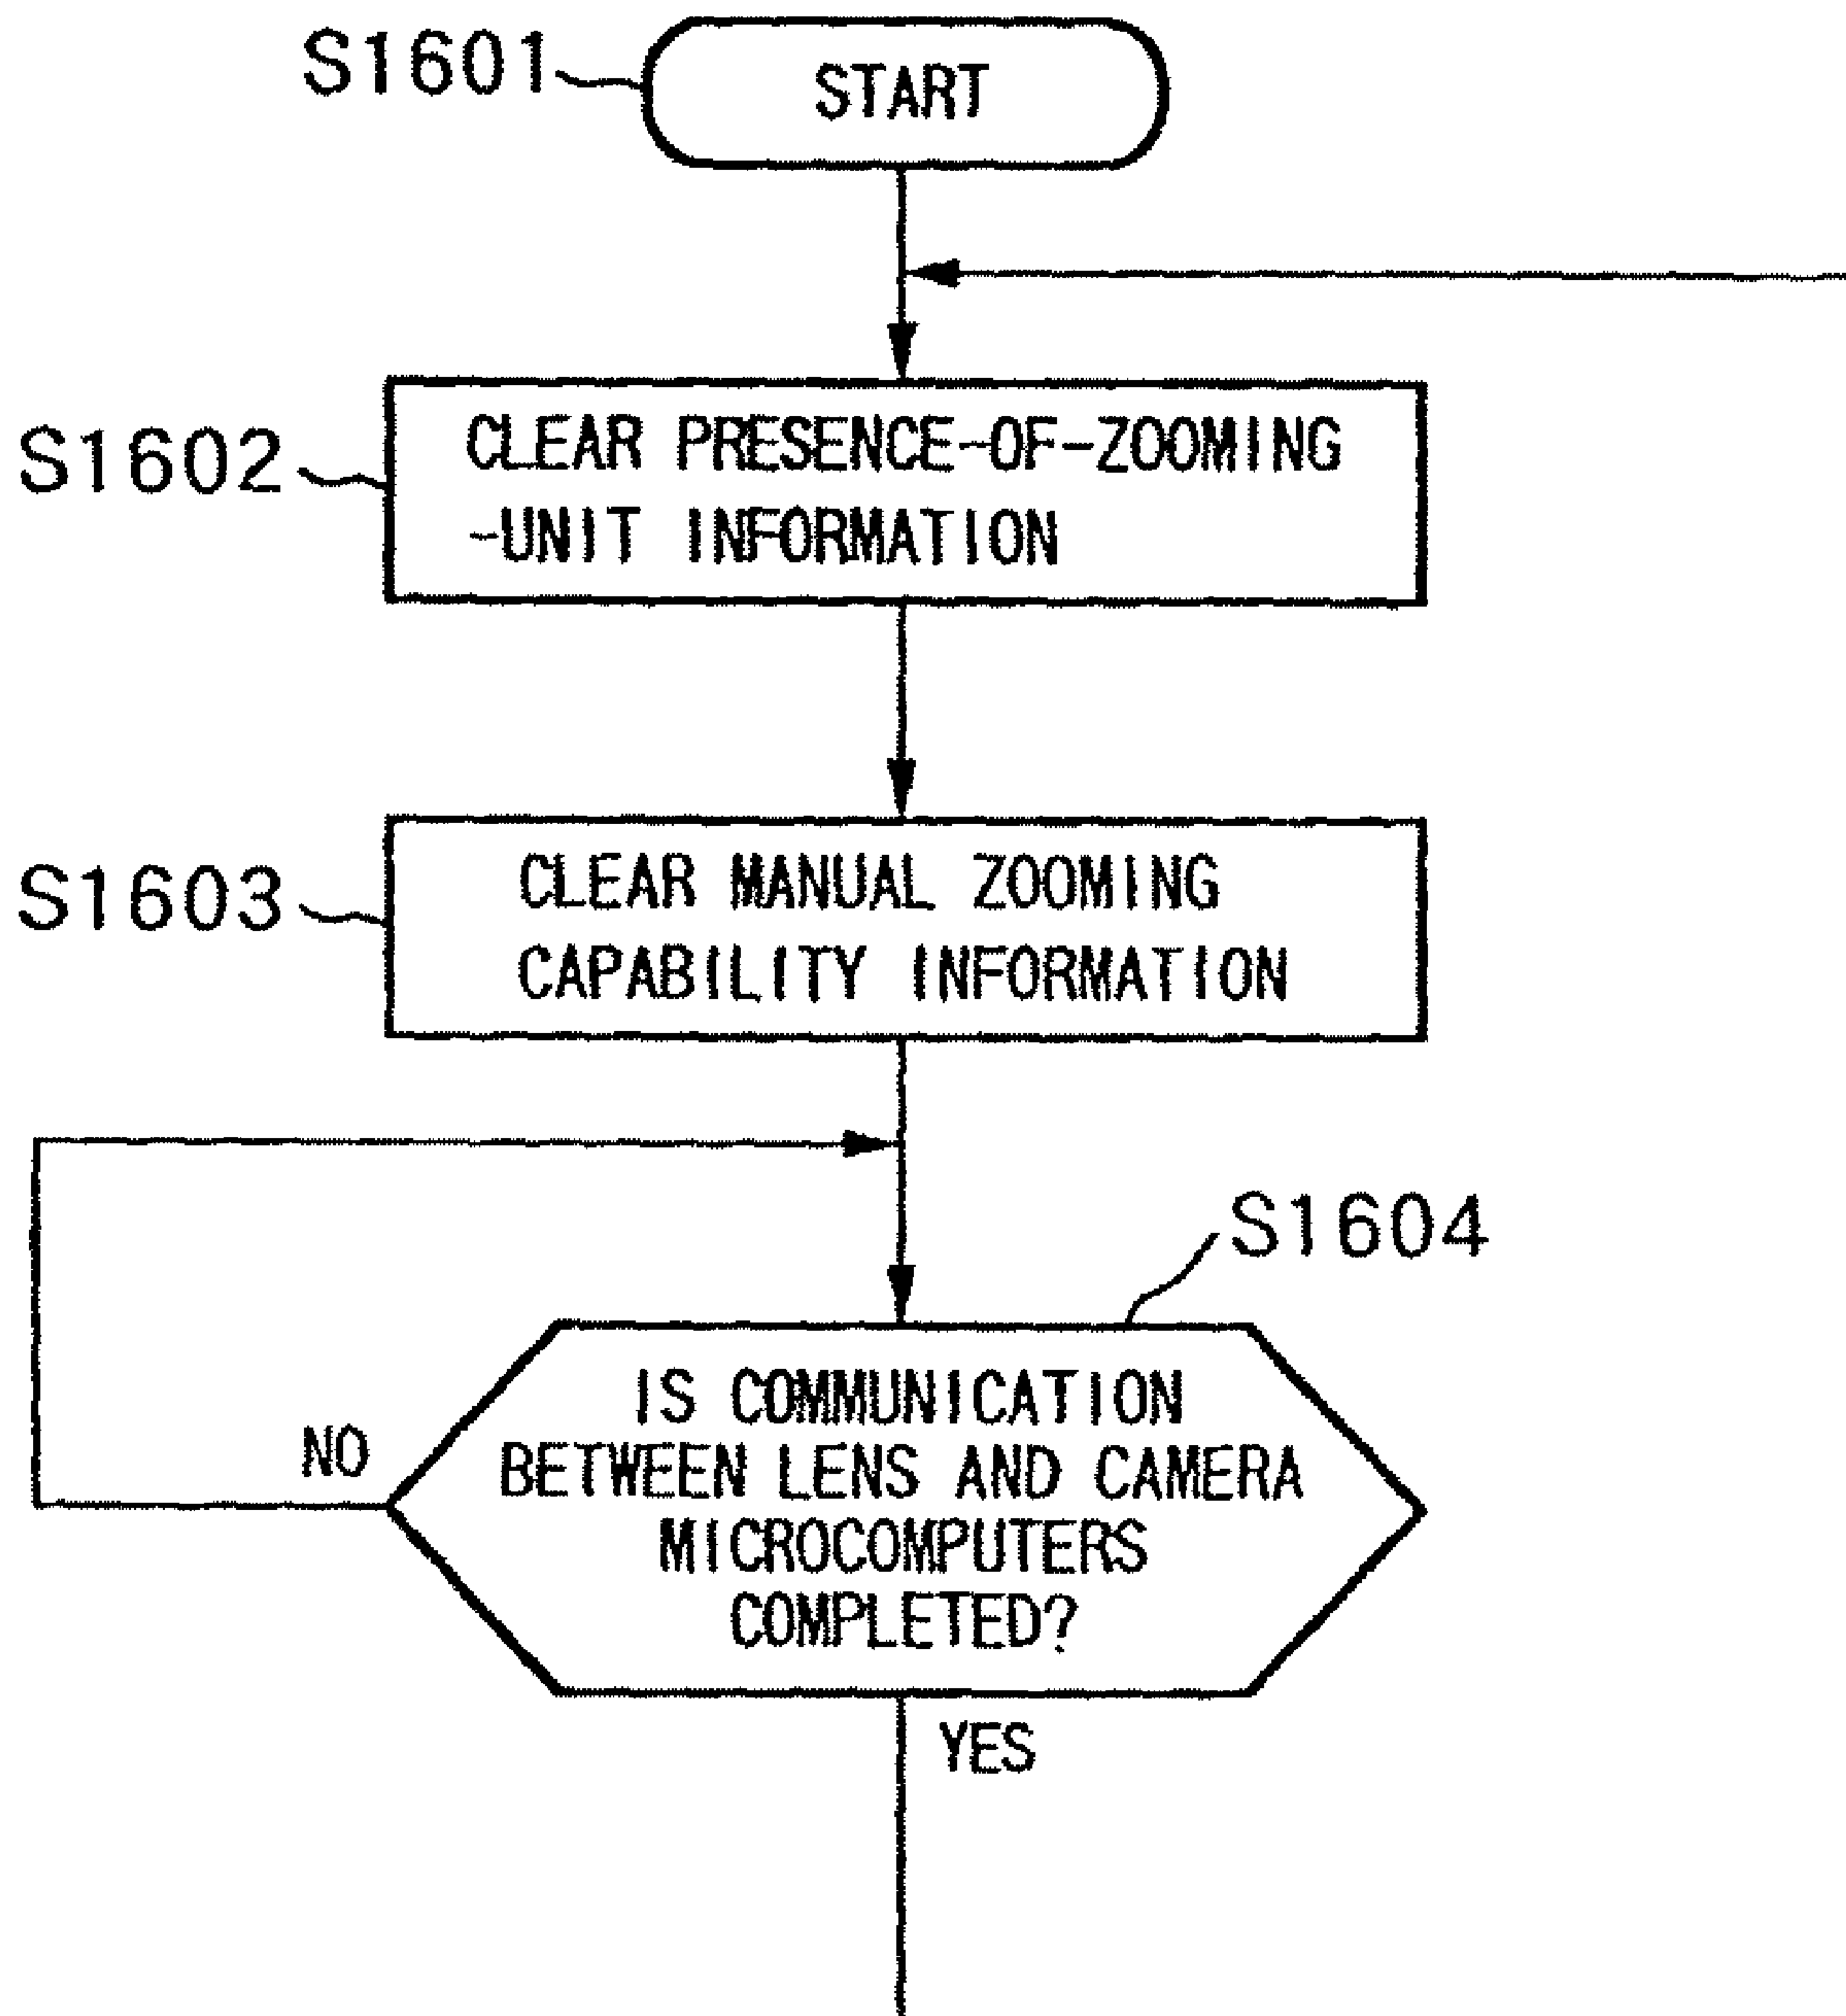 S1601
START
S1602
CLEAR PRESENCE-OF-ZOOMING
-UNIT INFORMATION
S1603
CLEAR MANUAL ZOOMING
CAPABILITY INFORMATION
S1604
IS COMMUNICATION
BETWEEN LENS AND CAMERA
MICROCOMPUTERS
COMPLETED?
NO
YES